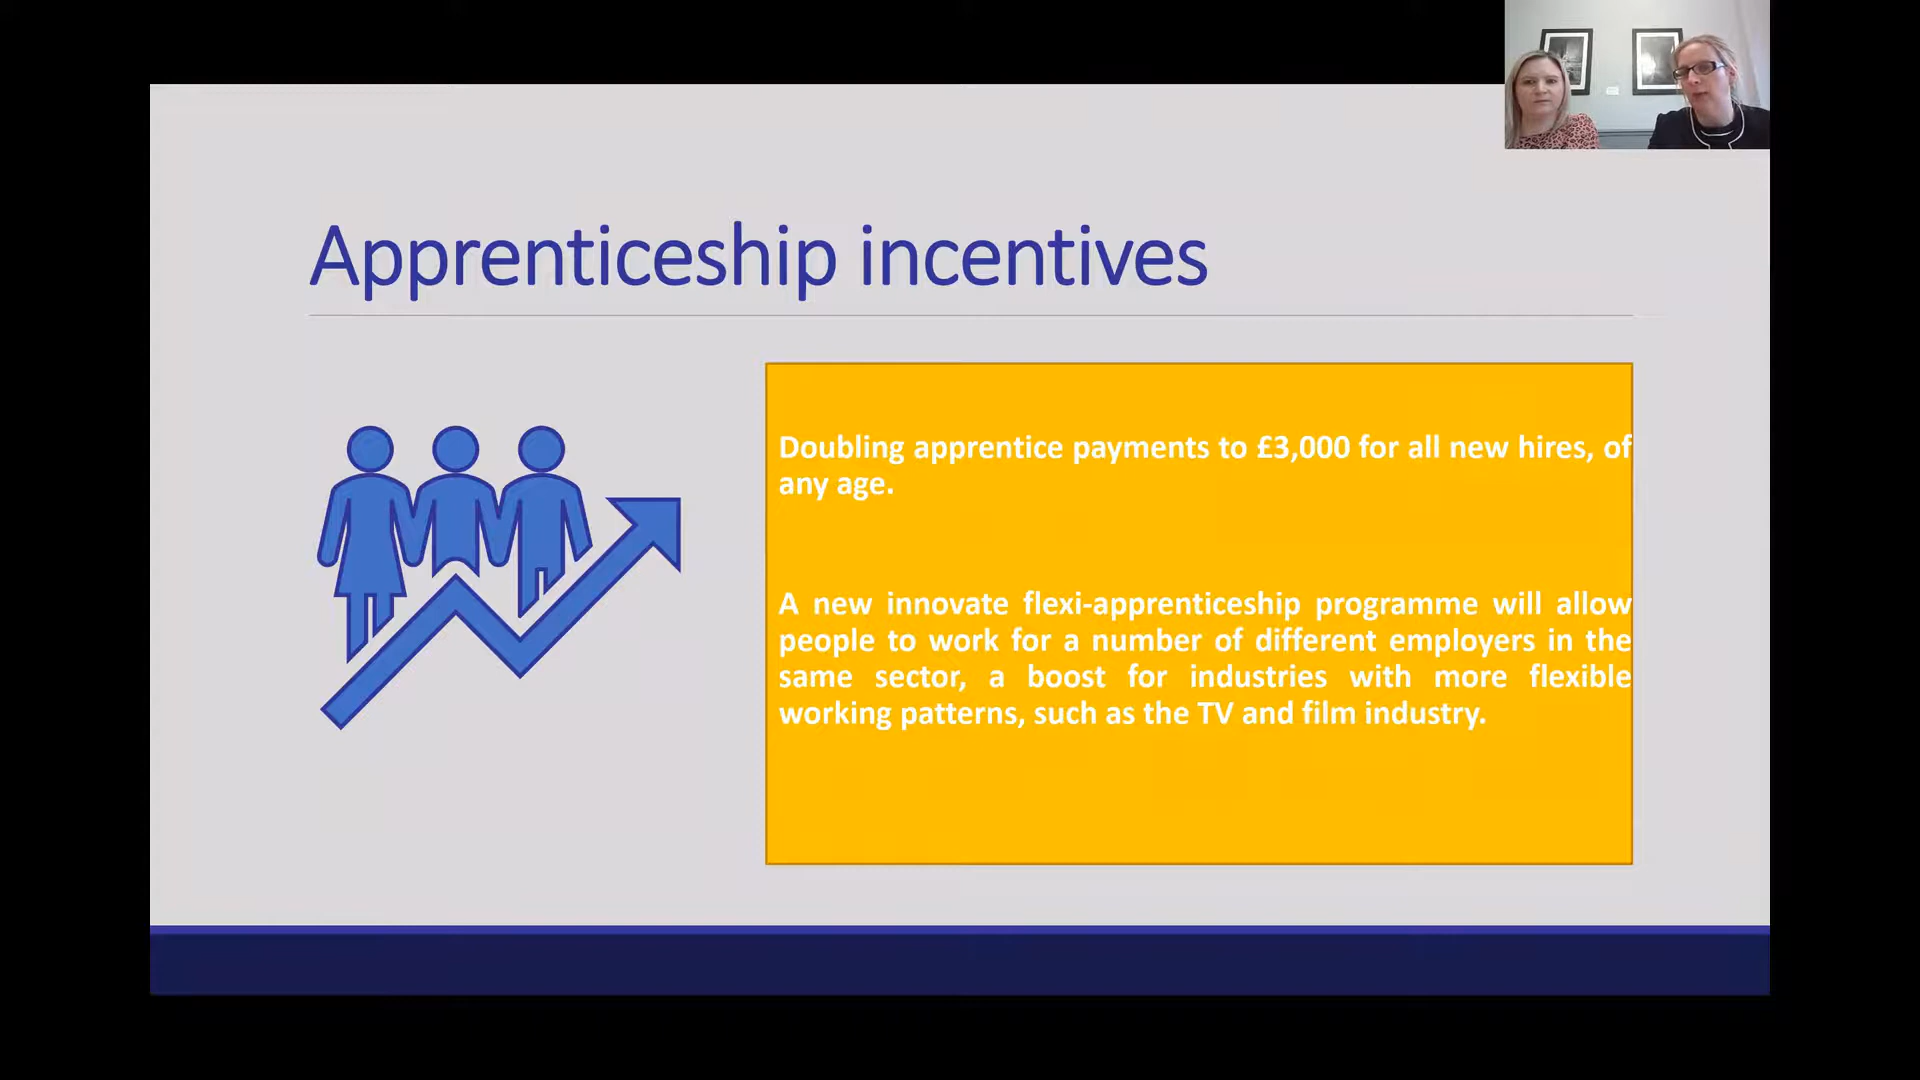 Apprenticeship incentives
Doubling apprentice payments to £3,000 for all new hires, of
any age.
A new innovate flexi-apprenticeship programme will allow
people to work for a number of different employers in the
same sector, a boost for industries with more flexible
working patterns, such as the TV and film industry.